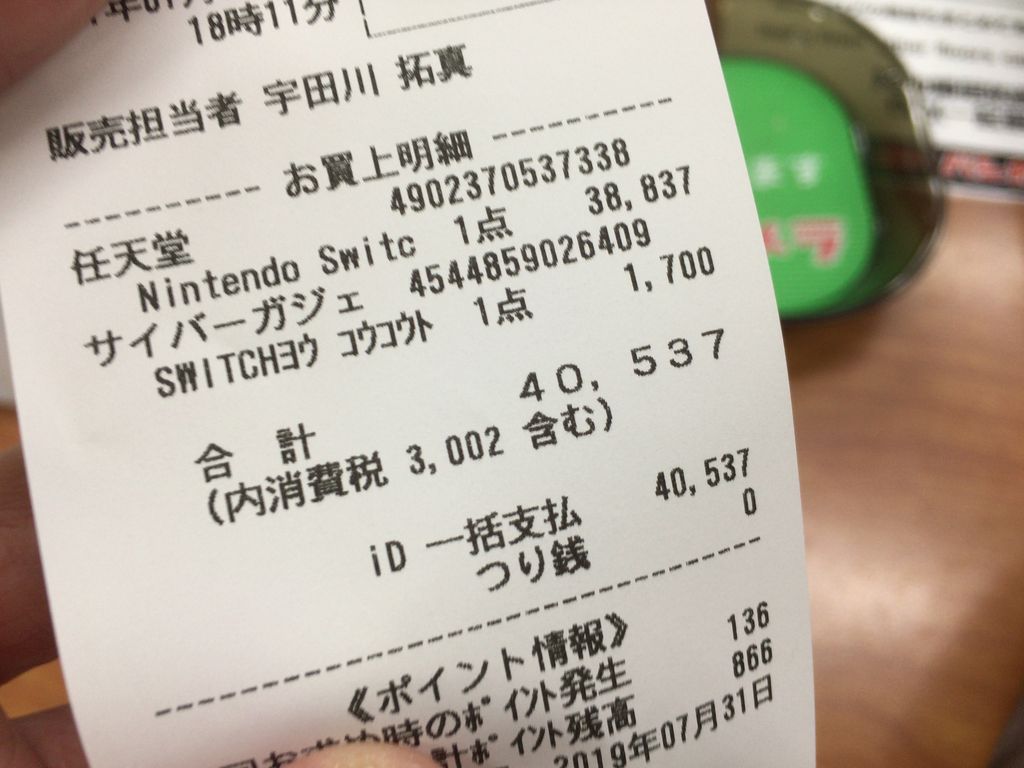 18時11分
販売担当者 宇田川 拓真
お買上明細
任天堂 4902370537338
Nintendo Switc 1点 38,837
サイバーガジェ 4544859026409
SWITCHヨウ コウコウト 1点 1,700
合 計 40,537
(内消費税 3,002 含む)
iD 一括支払 40,537
つり銭 0
《ポイント情報》
時のポイント発生 136
計ポイント残高 866
2019年07月31日